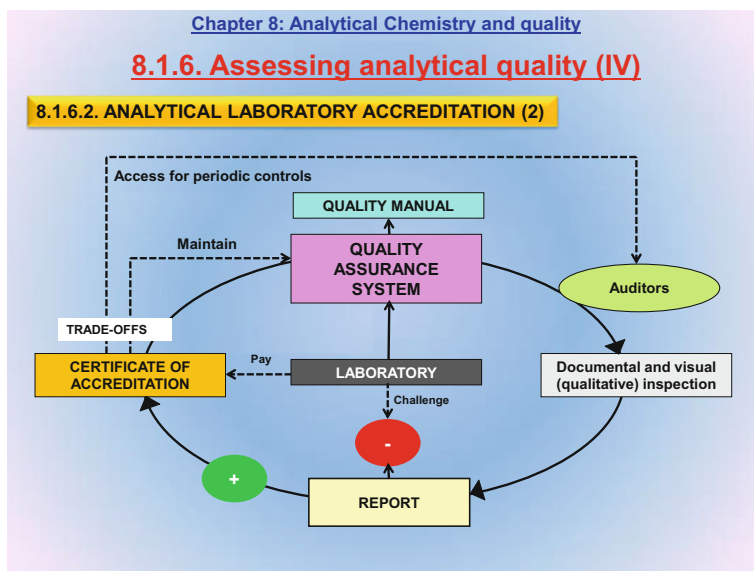 Chapter 8: Analytical Chemistry and quality
8.1.6. Assessing analytical quality (IV)
8.1.6.2. ANALYTICAL LABORATORY ACCREDITATION (2)
Access for periodic controls
QUALITY MANUAL
Maintain
QUALITY
ASSURANCE
SYSTEM
Auditors
TRADE-OFFS
CERTIFICATE OF
ACCREDITATION
Pay
LABORATORY
Documental and visual
(qualitative) inspection
Challenge
-
+
REPORT